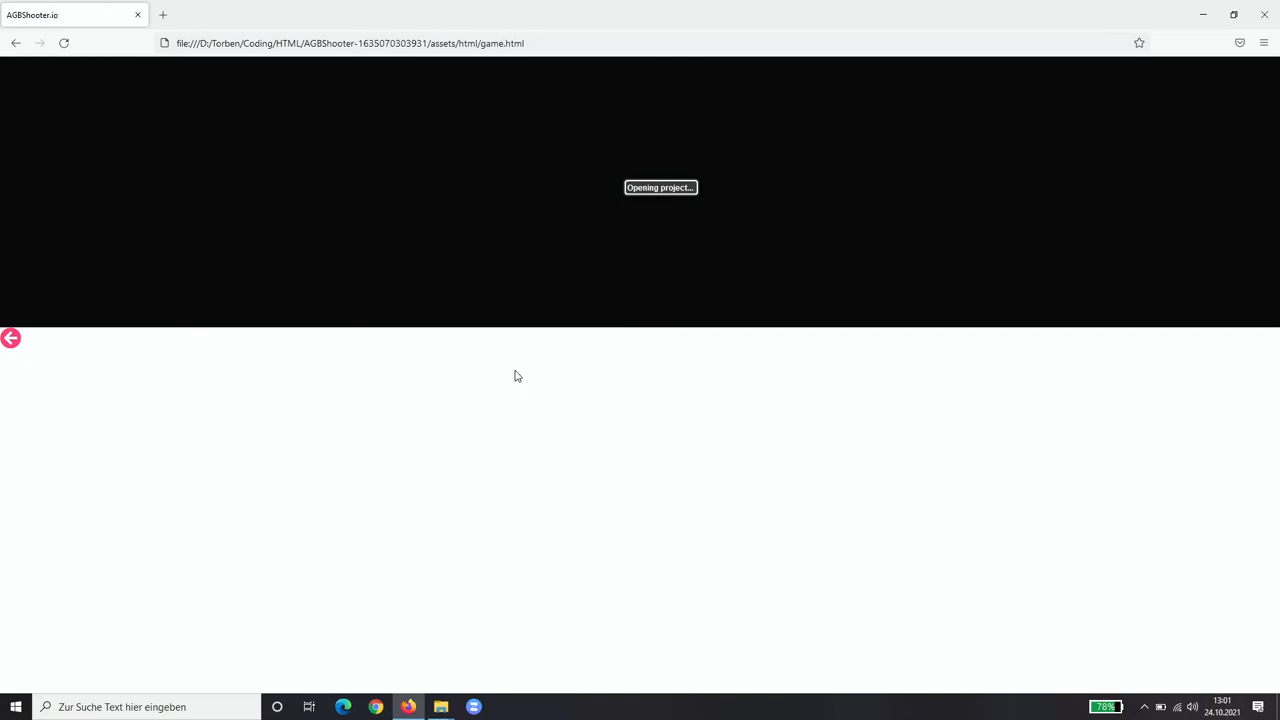 AGBShooter.io
file:///D:/Torben/Coding/HTML/AGBShooter-1635070303931/assets/html/game.html
Opening project...
Zur Suche Text hier eingeben
78%
13:01
24.10.2021